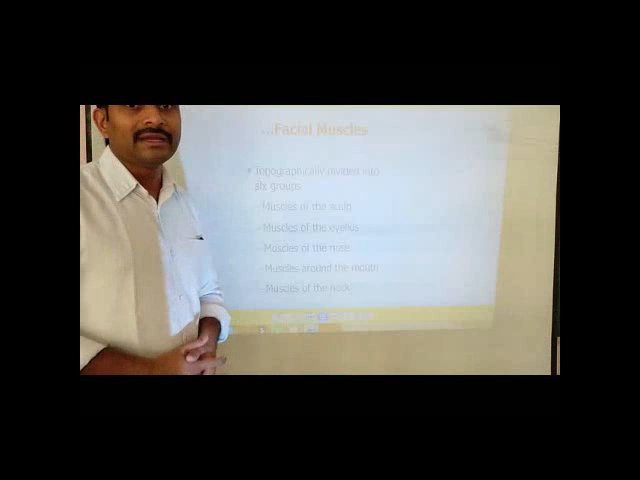 ...Facial Muscles
• Topographically divided into
six groups
–Muscles of the scalp
–Muscles of the eyelids
–Muscles of the nose
–Muscles around the mouth
–Muscles of the neck